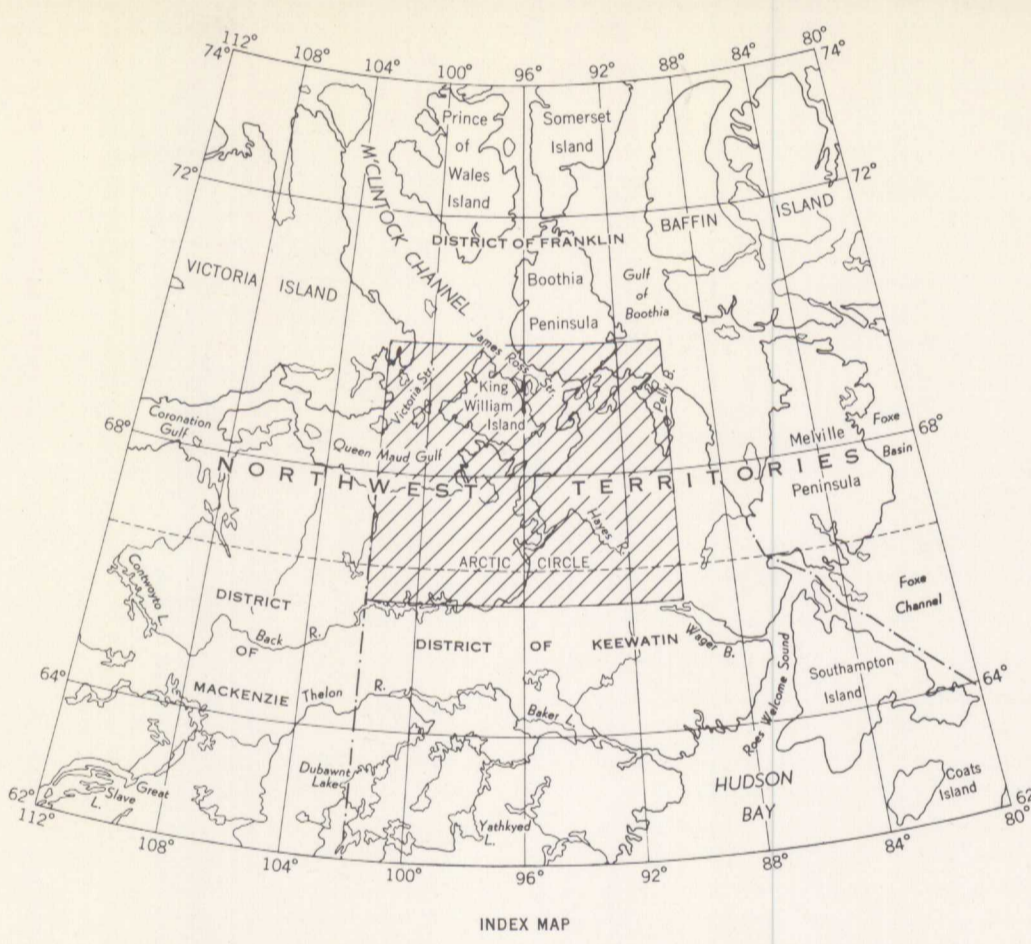 112° 108° 104° 100° 96° 92° 88° 84° 80°
74° 74°
Prince
of
Wales
Island
Somerset
Island
72° 72°
M'CLINTOCK CHANNEL
DISTRICT OF FRANKLIN
BAFFIN ISLAND
VICTORIA ISLAND
Boothia
Peninsula
Gulf
of
Boothia
James Ross Str.
Victoria Str.
King
William
Island
Pelly B.
Coronation
Gulf
68° 68°
Queen Maud Gulf
Melville
Peninsula
Foxe
Basin
NORTHWEST TERRITORIES
Hayes R.
ARCTIC CIRCLE
Contwoyto L.
DISTRICT
OF
MACKENZIE
Back R.
DISTRICT OF KEEWATIN
Wager B.
Foxe
Channel
Roes Welcome Sound
Southampton
Island
64° 64°
Thelon R.
Baker L.
Dubawnt
Lake
Great
Slave
L.
Yathkyed
L.
HUDSON
BAY
Coats
Island
62° 62°
112° 108° 104° 100° 96° 92° 88° 84° 80°
INDEX MAP